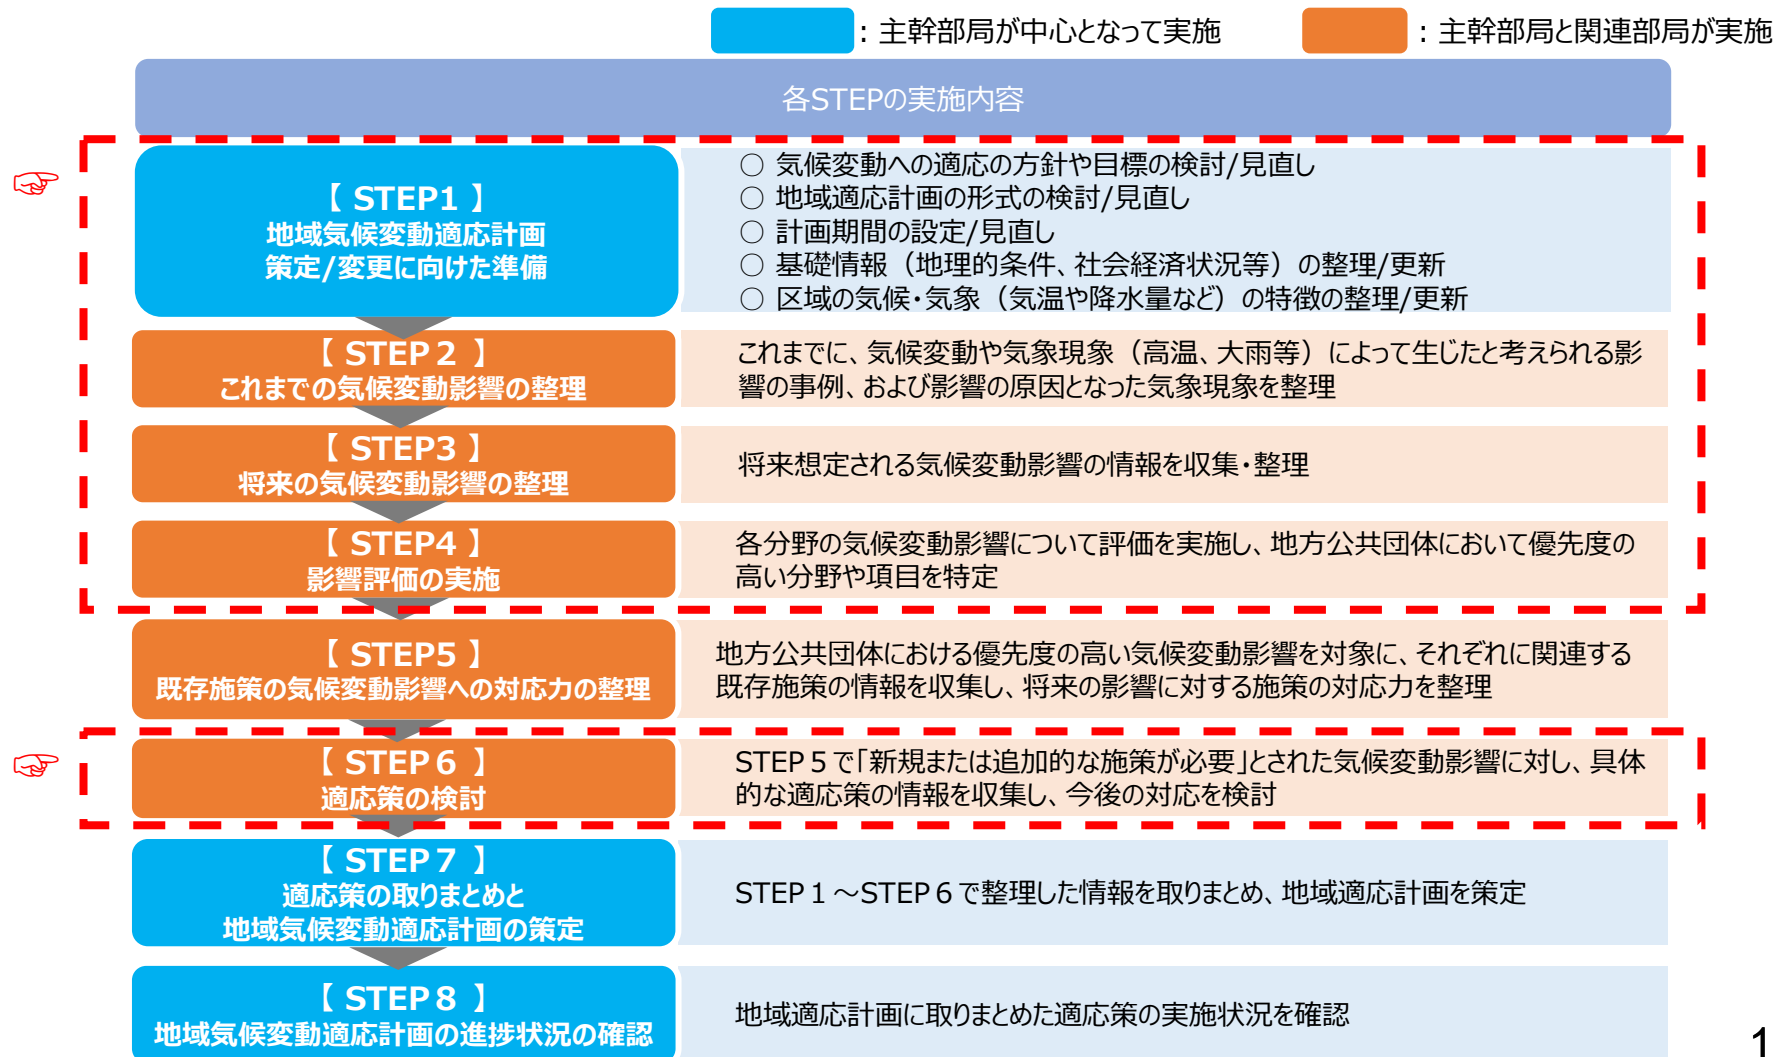 ：主幹部局が中心となって実施
：主幹部局と関連部局が実施
各STEPの実施内容
【 STEP1 】
地域気候変動適応計画
策定/変更に向けた準備
○ 気候変動への適応の方針や目標の検討/見直し
○ 地域適応計画の形式の検討/見直し
○ 計画期間の設定/見直し
○ 基礎情報（地理的条件、社会経済状況等）の整理/更新
○ 区域の気候・気象（気温や降水量など）の特徴の整理/更新
【 STEP２ 】
これまでの気候変動影響の整理
これまでに、気候変動や気象現象（高温、大雨等）によって生じたと考えられる影
響の事例、および影響の原因となった気象現象を整理
【 STEP3 】
将来の気候変動影響の整理
将来想定される気候変動影響の情報を収集・整理
【 STEP4 】
影響評価の実施
各分野の気候変動影響について評価を実施し、地方公共団体において優先度の
高い分野や項目を特定
【 STEP5 】
既存施策の気候変動影響への対応力の整理
地方公共団体における優先度の高い気候変動影響を対象に、それぞれに関連する
既存施策の情報を収集し、将来の影響に対する施策の対応力を整理
【 STEP６ 】
適応策の検討
STEP５で「新規または追加的な施策が必要」とされた気候変動影響に対し、具体
的な適応策の情報を収集し、今後の対応を検討
【 STEP７ 】
適応策の取りまとめと
地域気候変動適応計画の策定
STEP１～STEP６で整理した情報を取りまとめ、地域適応計画を策定
【 STEP８ 】
地域気候変動適応計画の進捗状況の確認
地域適応計画に取りまとめた適応策の実施状況を確認
1